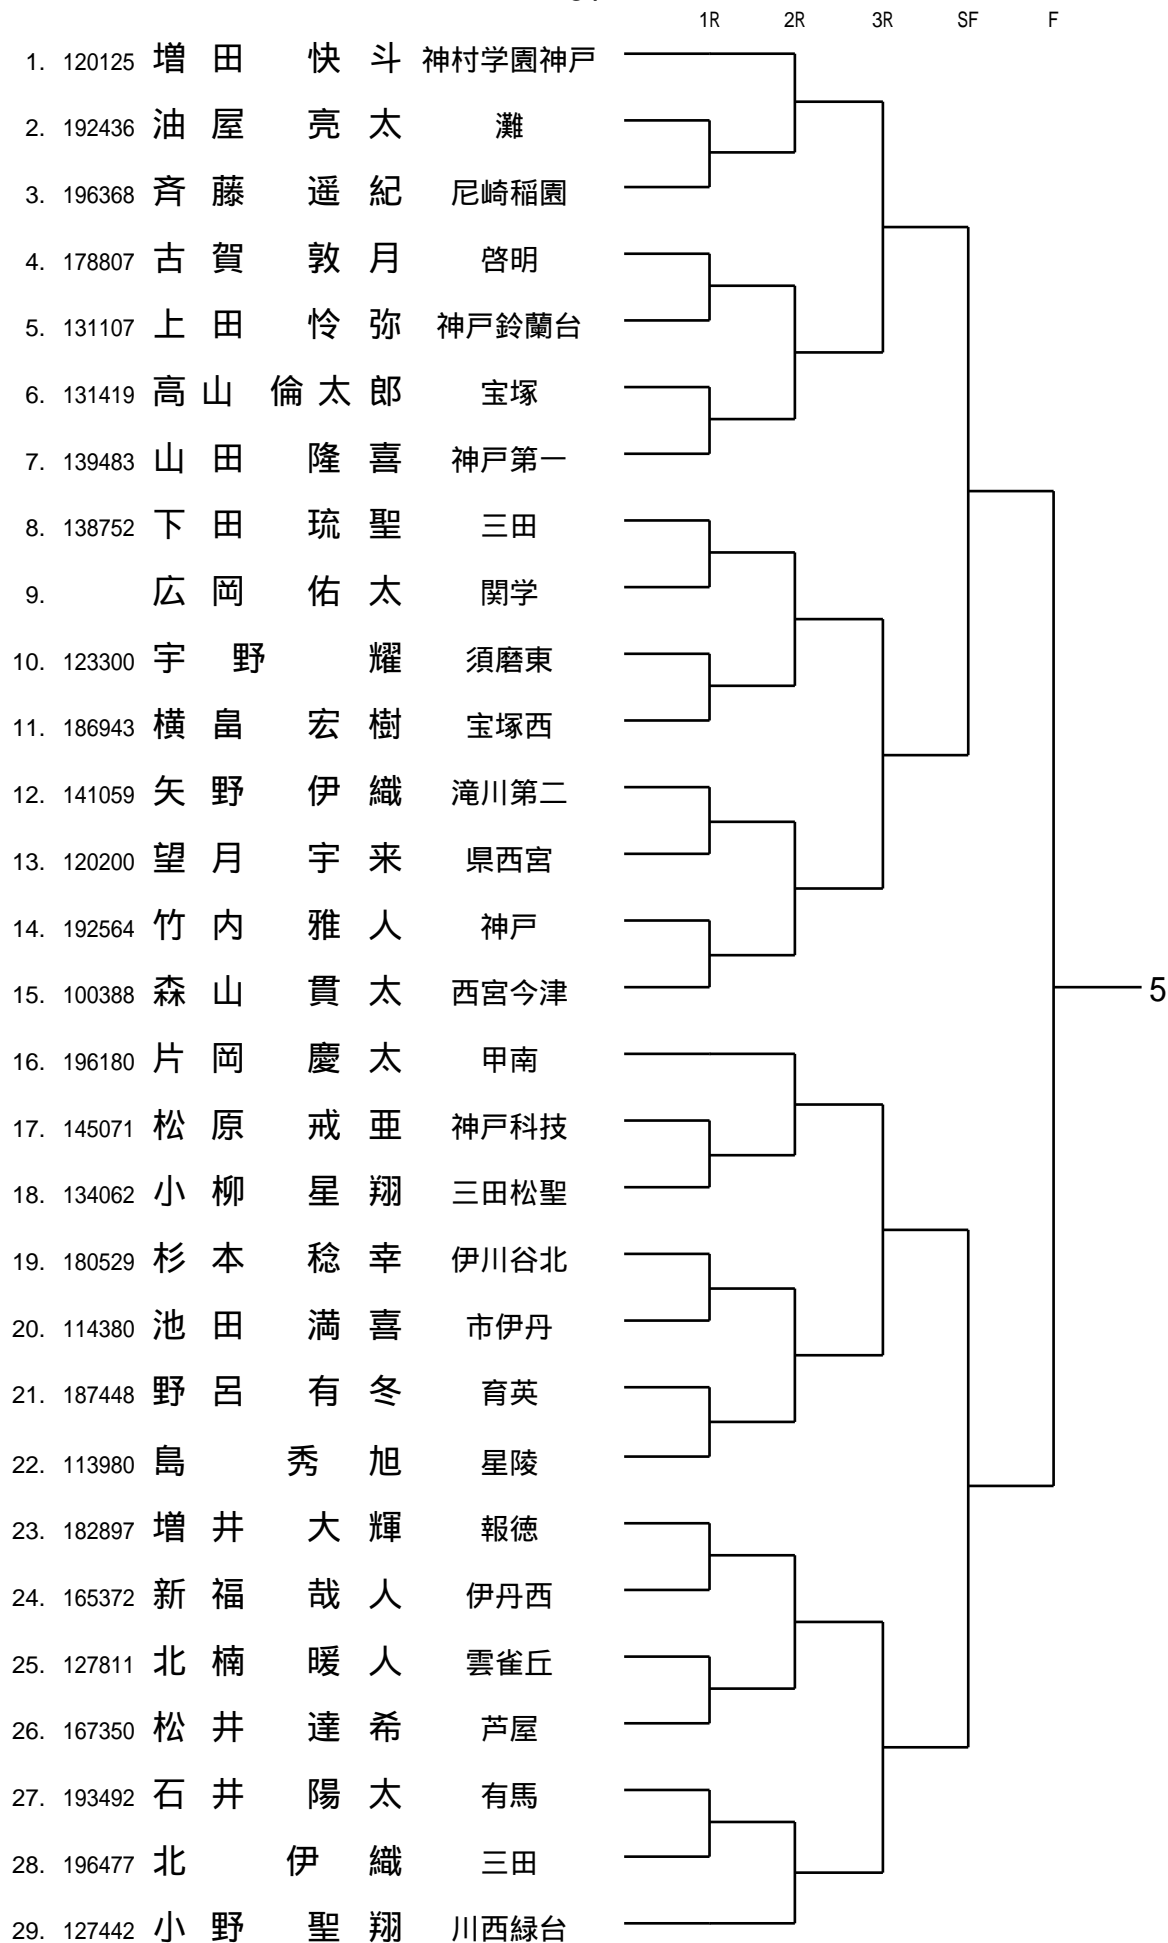 1R 2R 3R SF F
1. 120125 増田 快斗 神村学園神戸
2. 192436 油屋 亮太 灘
3. 196368 斉藤 遥紀 尼崎稲園
4. 178807 古賀 敦月 啓明
5. 131107 上田 怜弥 神戸鈴蘭台
6. 131419 高山 倫太郎 宝塚
7. 139483 山田 隆喜 神戸第一
8. 138752 下田 琉聖 三田
9. 広岡 佑太 関学
10. 123300 宇野 耀 須磨東
11. 186943 横畠 宏樹 宝塚西
12. 141059 矢野 伊織 滝川第二
13. 120200 望月 宇来 県西宮
14. 192564 竹内 雅人 神戸
15. 100388 森山 貫太 西宮今津
5
16. 196180 片岡 慶太 甲南
17. 145071 松原 戒亜 神戸科技
18. 134062 小柳 星翔 三田松聖
19. 180529 杉本 稔幸 伊川谷北
20. 114380 池田 満喜 市伊丹
21. 187448 野呂 有冬 育英
22. 113980 島 秀旭 星陵
23. 182897 増井 大輝 報徳
24. 165372 新福 哉人 伊丹西
25. 127811 北楠 暖人 雲雀丘
26. 167350 松井 達希 芦屋
27. 193492 石井 陽太 有馬
28. 196477 北 伊織 三田
29. 127442 小野 聖翔 川西緑台